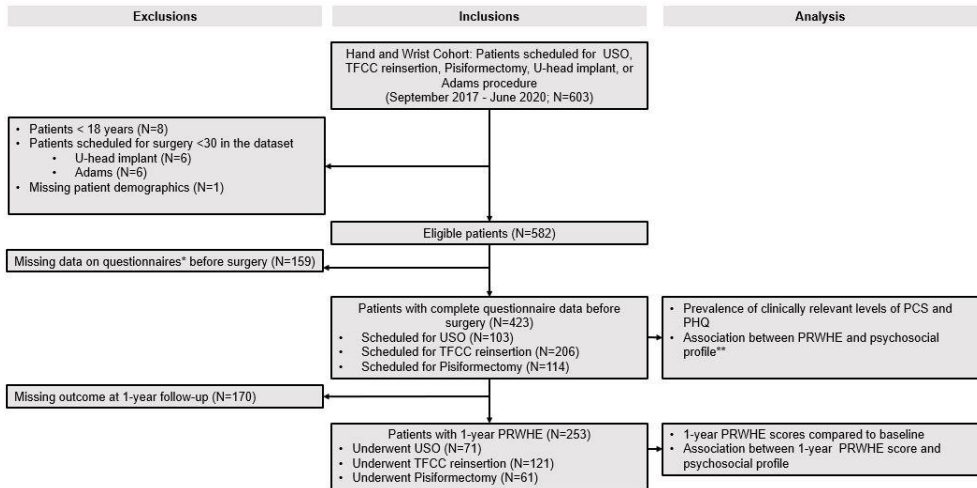 Exclusions
Inclusions
Analysis
Hand and Wrist Cohort: Patients scheduled for USO,
TFCC reinsertion, Pisiformectomy, U-head implant, or
Adams procedure
(September 2017 - June 2020; N=603)
• Patients < 18 years (N=8)
• Patients scheduled for surgery <30 in the dataset
• U-head implant (N=6)
• Adams (N=6)
• Missing patient demographics (N=1)
Eligible patients (N=582)
Missing data on questionnaires* before surgery (N=159)
Patients with complete questionnaire data before
surgery (N=423)
• Scheduled for USO (N=103)
• Scheduled for TFCC reinsertion (N=206)
• Scheduled for Pisiformectomy (N=114)
• Prevalence of clinically relevant levels of PCS and
PHQ
• Association between PRWHE and psychosocial
profile**
Missing outcome at 1-year follow-up (N=170)
Patients with 1-year PRWHE (N=253)
• Underwent USO (N=71)
• Underwent TFCC reinsertion (N=121)
• Underwent Pisiformectomy (N=61)
• 1-year PRWHE scores compared to baseline
• Association between 1-year PRWHE score and
psychosocial profile